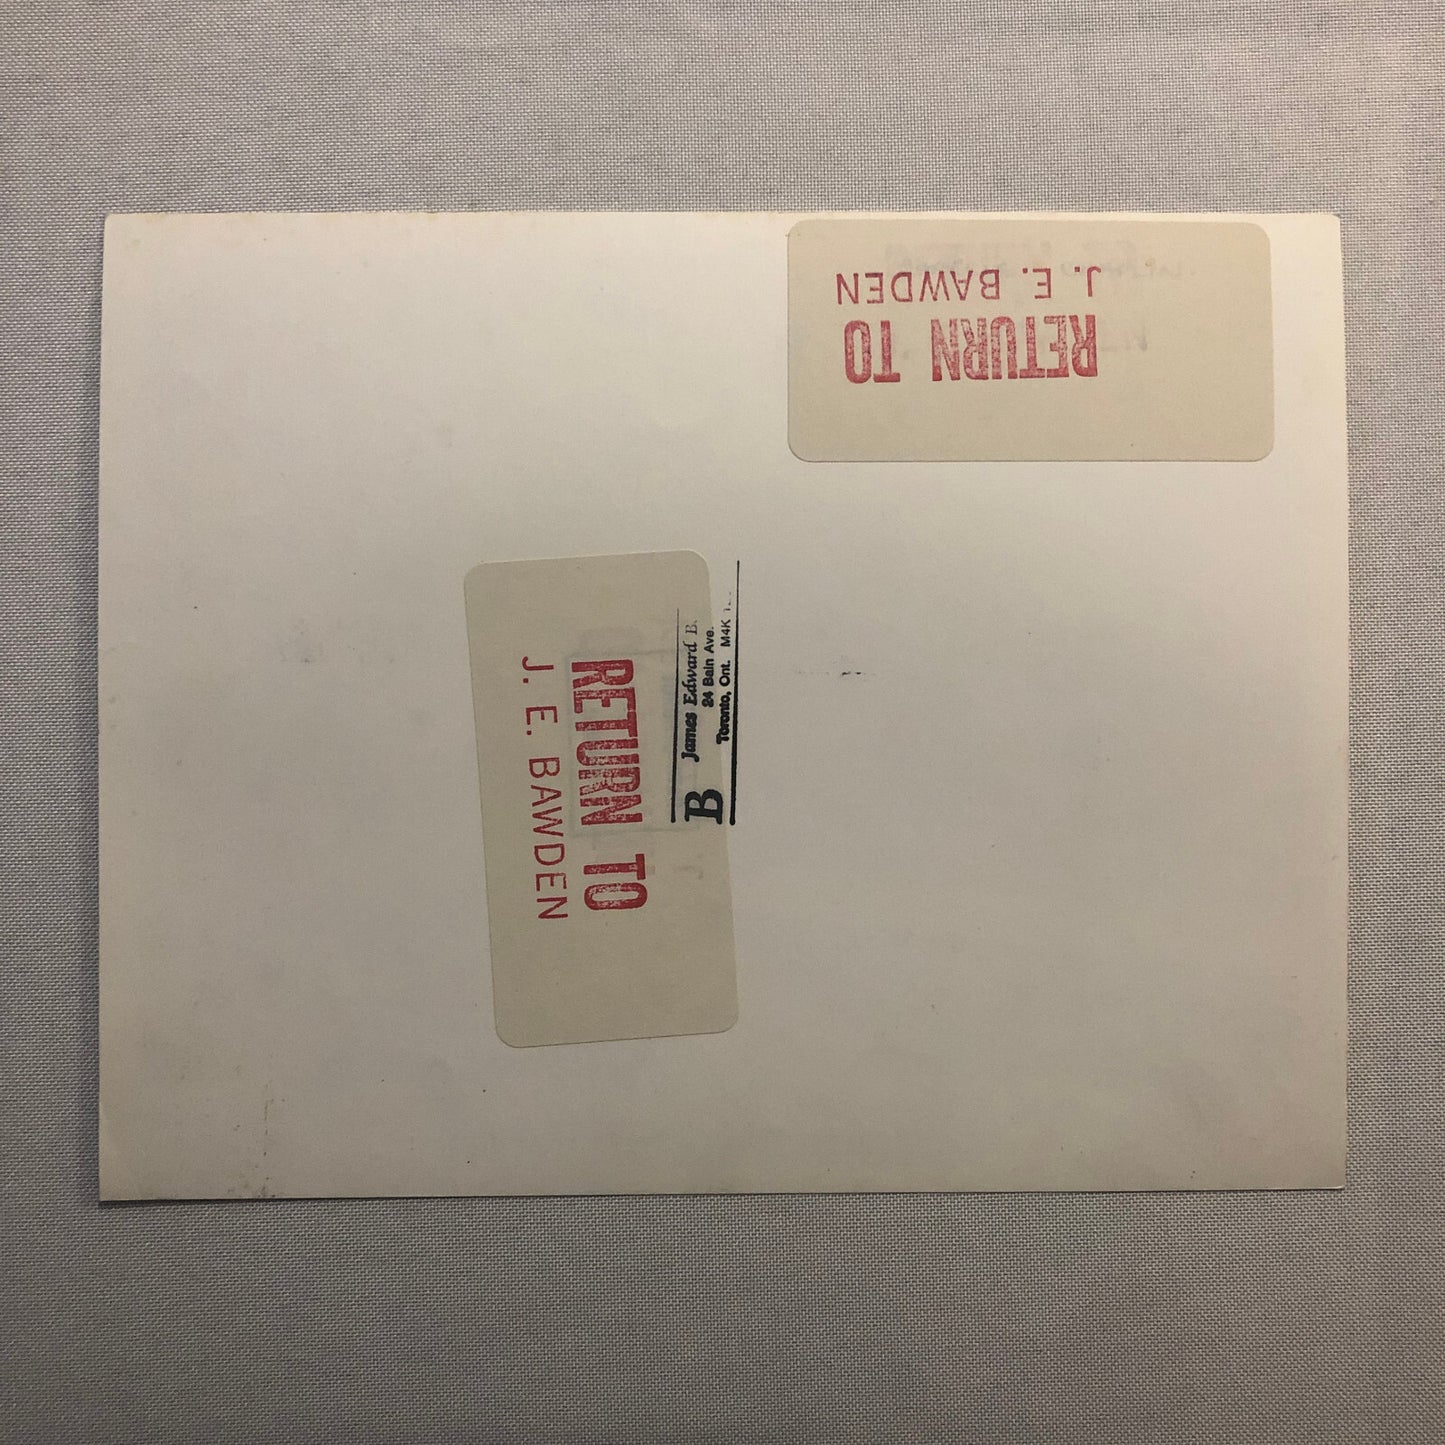 RETURN TO
J. E. BAWDEN
RETURN TO
J. E. BAWDEN
B
James Edward B.
24 Bain Ave.
Toronto, Ont. M4K